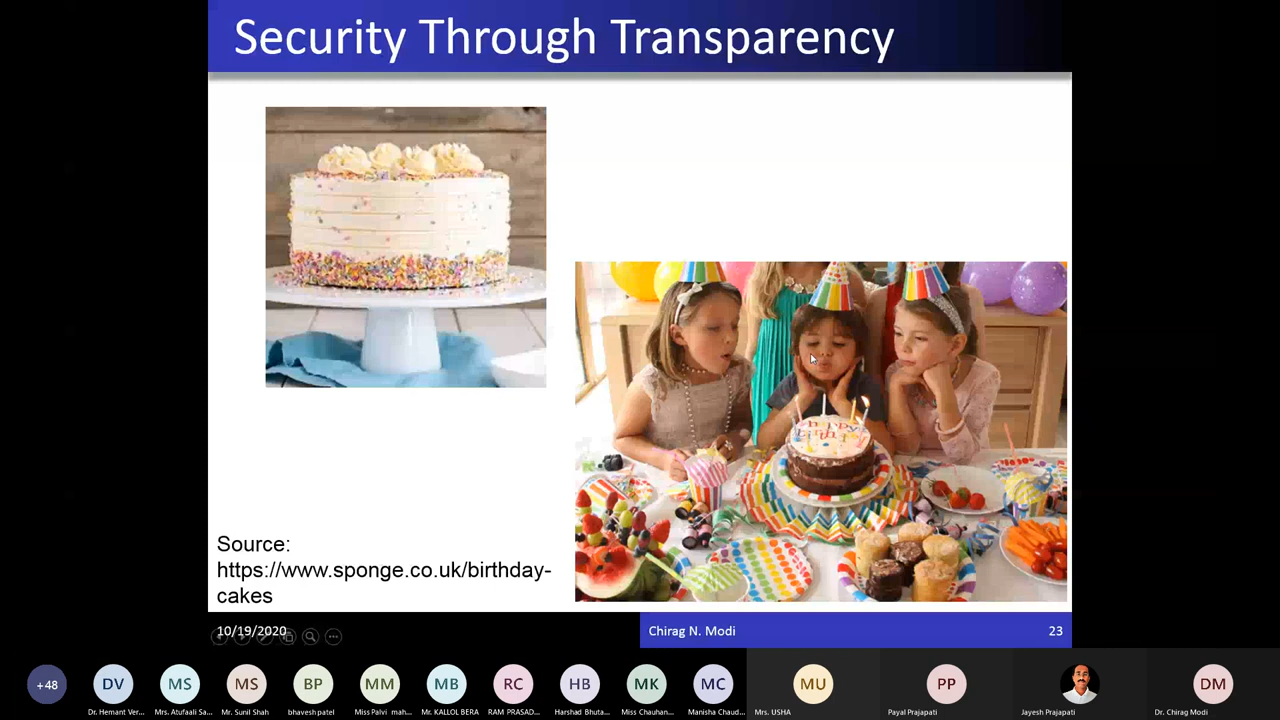 Security Through Transparency
happy
birthday
Source:
https://www.sponge.co.uk/birthday-
cakes
10/19/2020
Chirag N. Modi
23
+48
DV
MS
MS
BP
MM
MB
RC
HB
MK
MC
MU
PP
DM
Dr. Hemant Ver...
Mrs. Atufaali Sa...
Mr. Sunil Shah
bhavesh patel
Miss Palvi mah...
Mr. KALLOL BERA
RAM PRASAD...
Harshad Bhuta...
Miss Chauhan...
Manisha Chaud...
Mrs. USHA
Payal Prajapati
Jayesh Prajapati
Dr. Chirag Modi